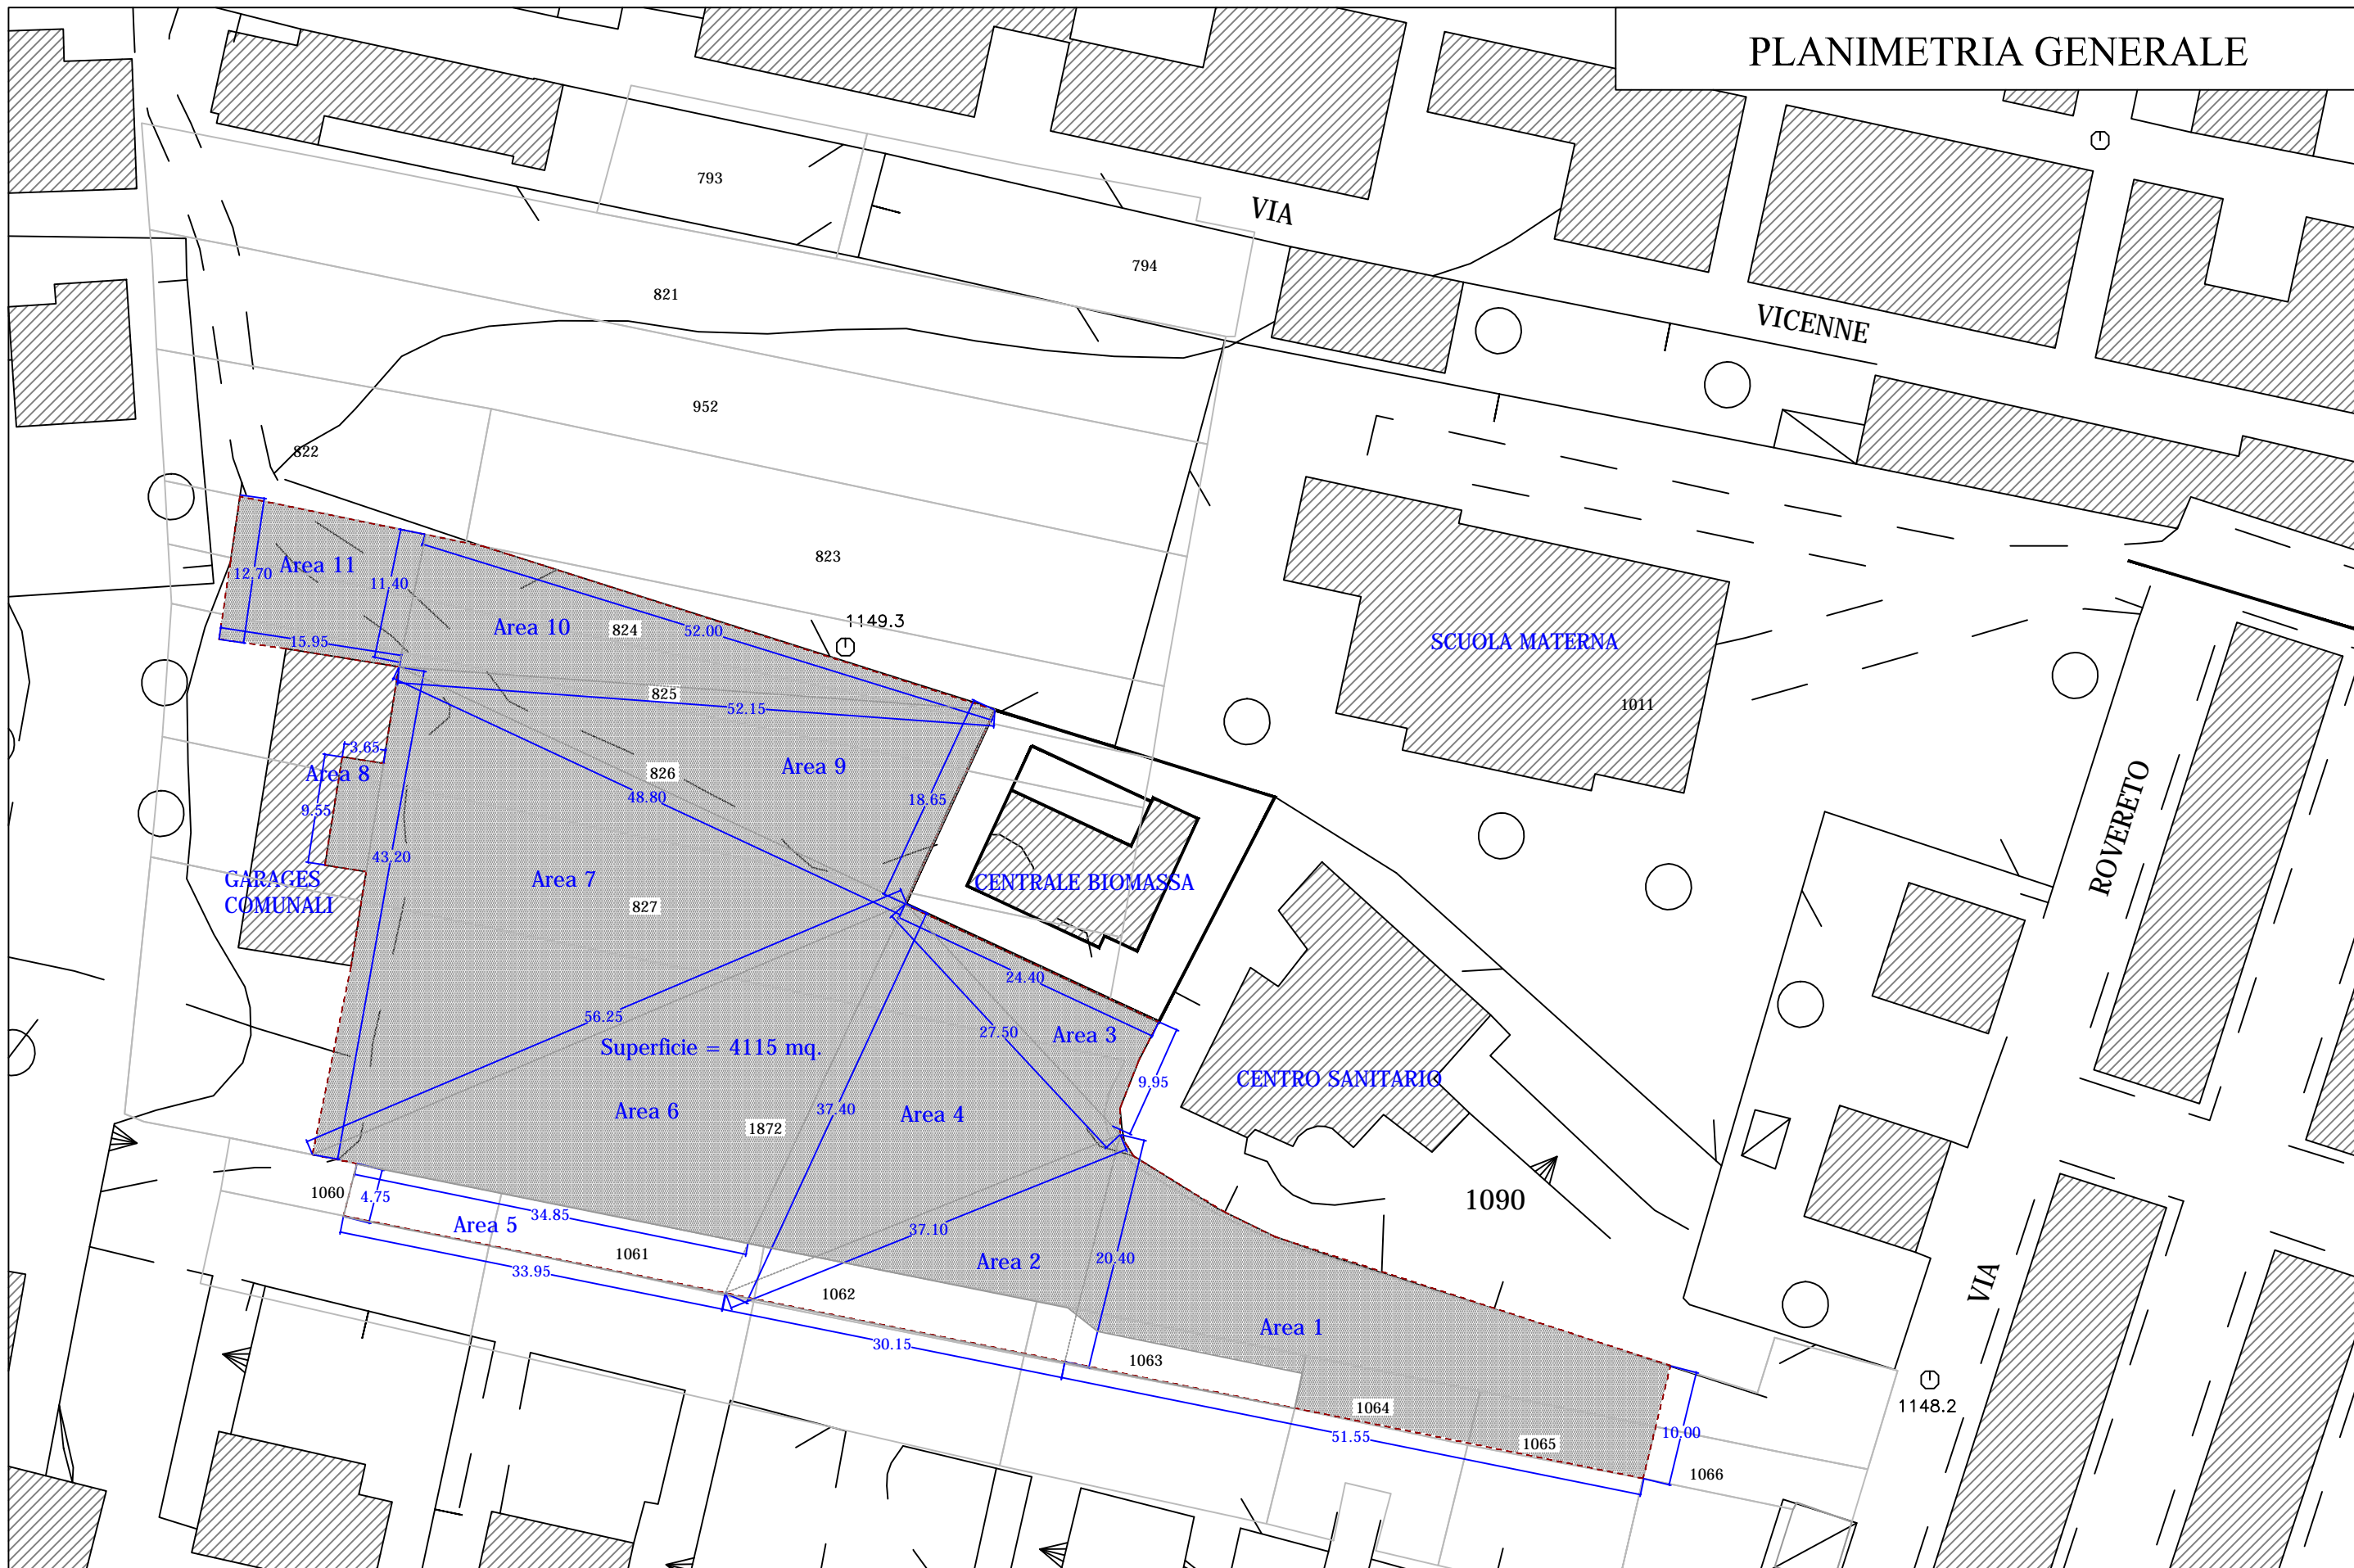 PLANIMETRIA GENERALE
793
VIA
794
821
VICENNE
952
822
823
Area 11
12.70
11.40
15.95
Area 10
824
52.00
1149.3
SCUOLA MATERNA
1011
825
52.15
3.65
Area 8
9.55
826
48.80
Area 9
18.65
ROVERETO
43.20
GARAGES
COMUNALI
Area 7
827
CENTRALE BIOMASSA
24.40
56.25
27.50
Area 3
Superficie = 4115 mq.
9.95
CENTRO SANITARIO
Area 6
1872
37.40
Area 4
1060
4.75
Area 5
34.85
37.10
1090
1061
33.95
Area 2
20.40
1062
VIA
Area 1
30.15
1063
1064
51.55
1065
10.00
1066
1148.2